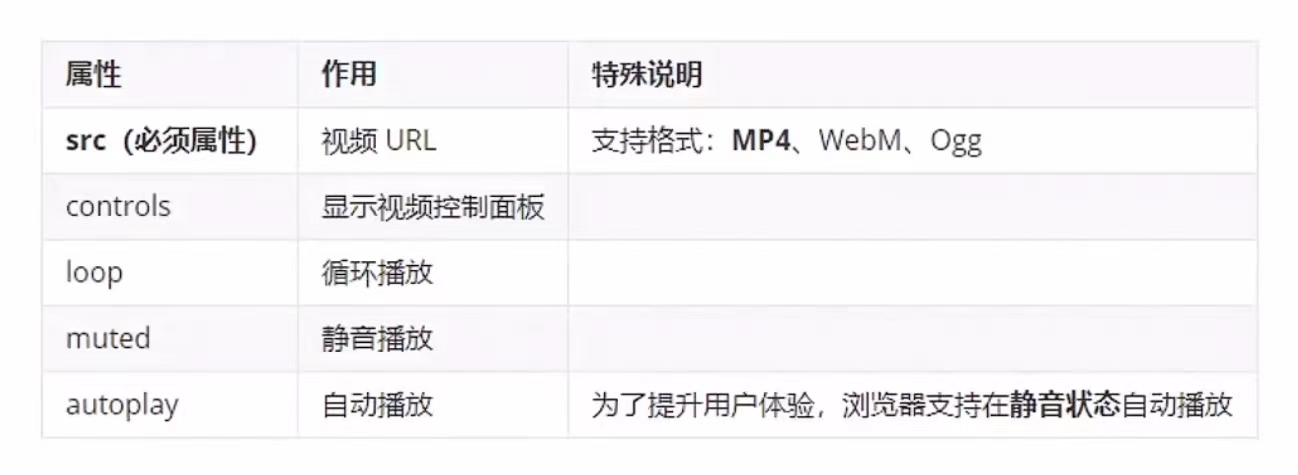 属性 作用 特殊说明
src（必须属性) 视频 URL 支持格式：MP4、WebM、Ogg
controls 显示视频控制面板
loop 循环播放
muted 静音播放
autoplay 自动播放 为了提升用户体验，浏览器支持在静音状态自动播放